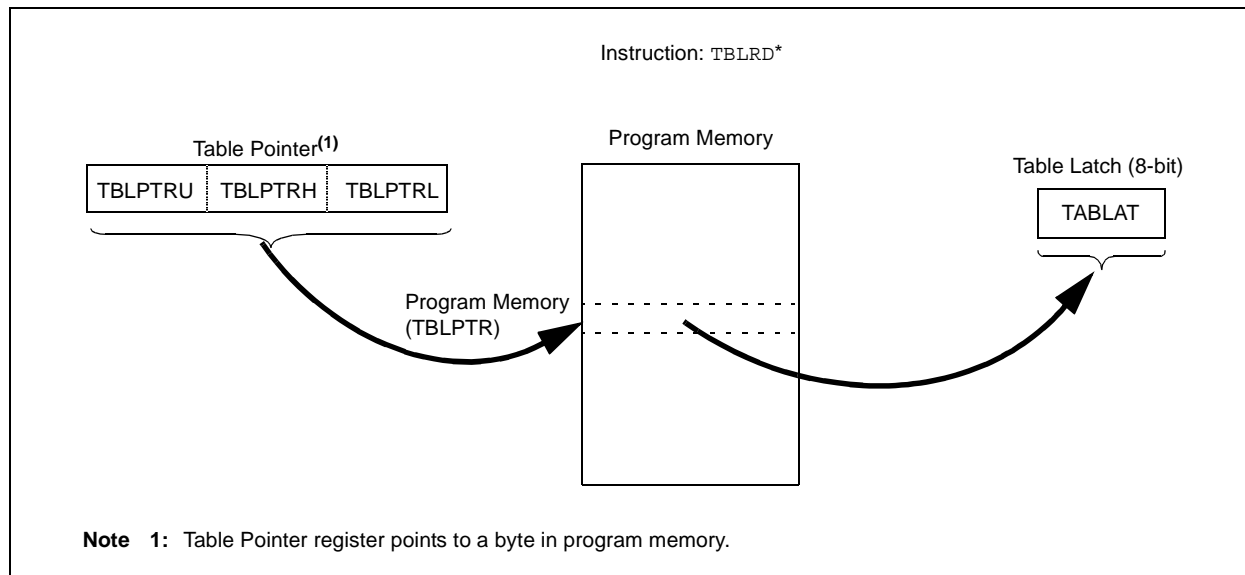 Instruction: TBLRD*
Table Pointer(1)
Program Memory
Table Latch (8-bit)
TBLPTRU TBLPTRH TBLPTRL
TABLAT
Program Memory
(TBLPTR)
Note 1: Table Pointer register points to a byte in program memory.